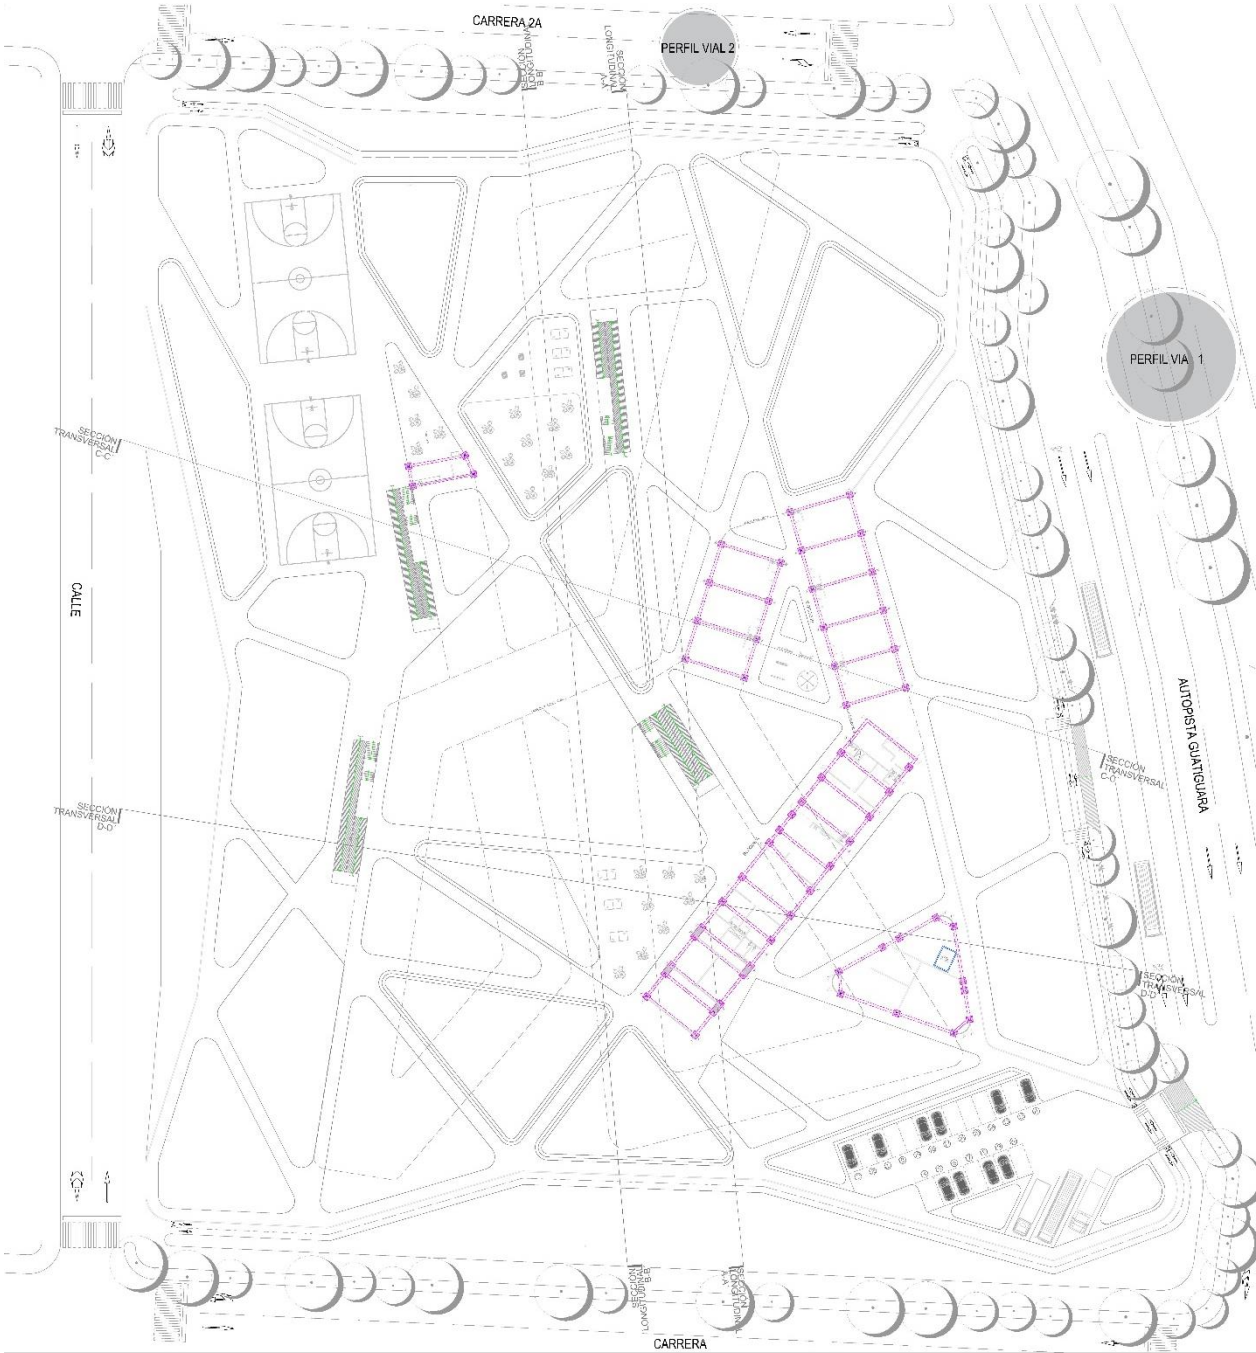 CARRERA 2A
SECCIÓN
LONGITUDINAL
B B
SECCIÓN
LONGITUDINAL
A-A
PERFIL VIAL 2
PERFIL VIA 1
SECCIÓN
TRANSVERSAL
C-C'
CALLE
AUTOPISTA GUATIGUARA
SECCIÓN
TRANSVERSAL
C-C'
SECCIÓN
TRANSVERSAL
D-D'
SECCIÓN
TRANSVERSAL
D-D'
SECCIÓN
LONGITUDINAL
B B
SECCIÓN
LONGITUDINAL
A-A
CARRERA